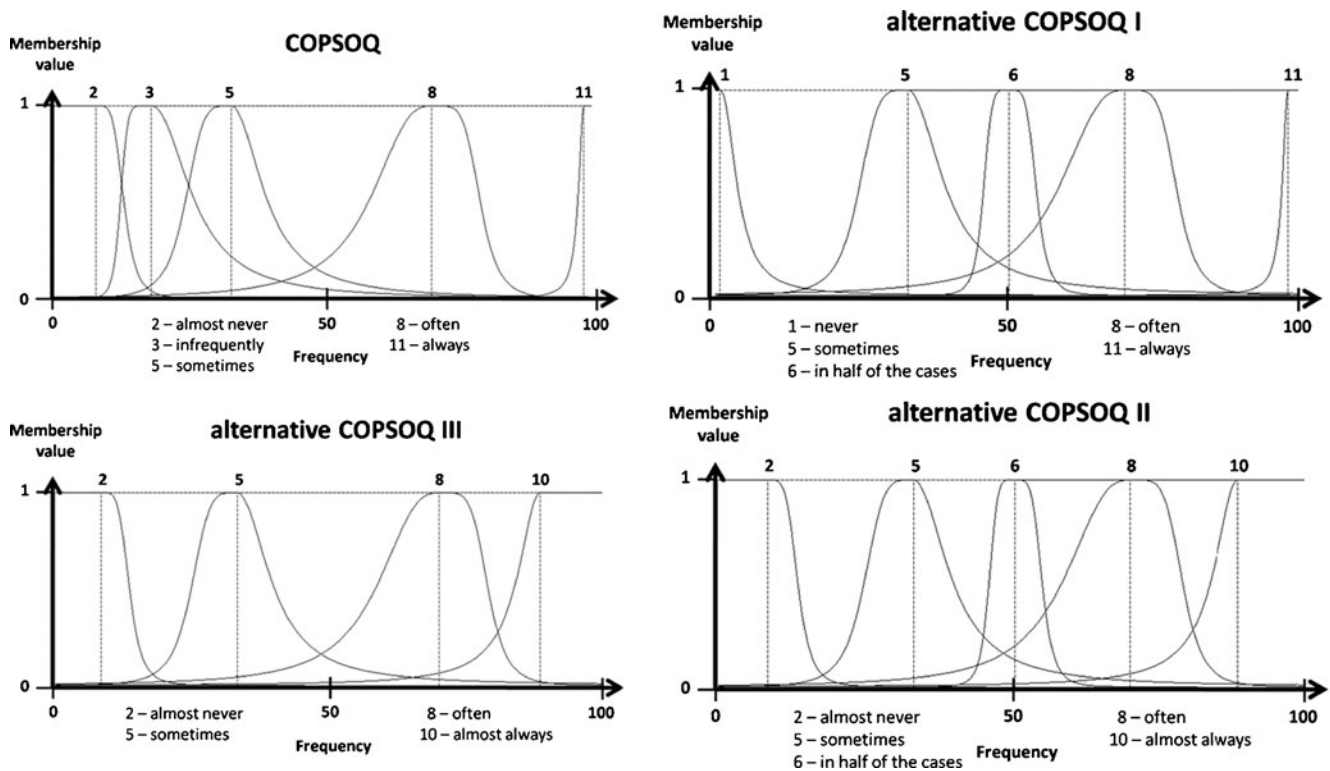 COPSOQ
Membership
value
2 3 5 8 11
1
0
0 50 100
2 – almost never 8 – often
3 – infrequently 11 – always
5 – sometimes Frequency
alternative COPSOQ I
Membership
value
1 5 6 8 11
1
0
0 50 100
1 – never 8 – often
5 – sometimes 11 – always
6 – in half of the cases Frequency
alternative COPSOQ III
Membership
value
2 5 8 10
1
0
0 50 100
2 – almost never 8 – often
5 – sometimes 10 – almost always
Frequency
alternative COPSOQ II
Membership
value
2 5 6 8 10
1
0
0 50 100
2 – almost never 8 – often
5 – sometimes 10 – almost always
6 – in half of the cases Frequency